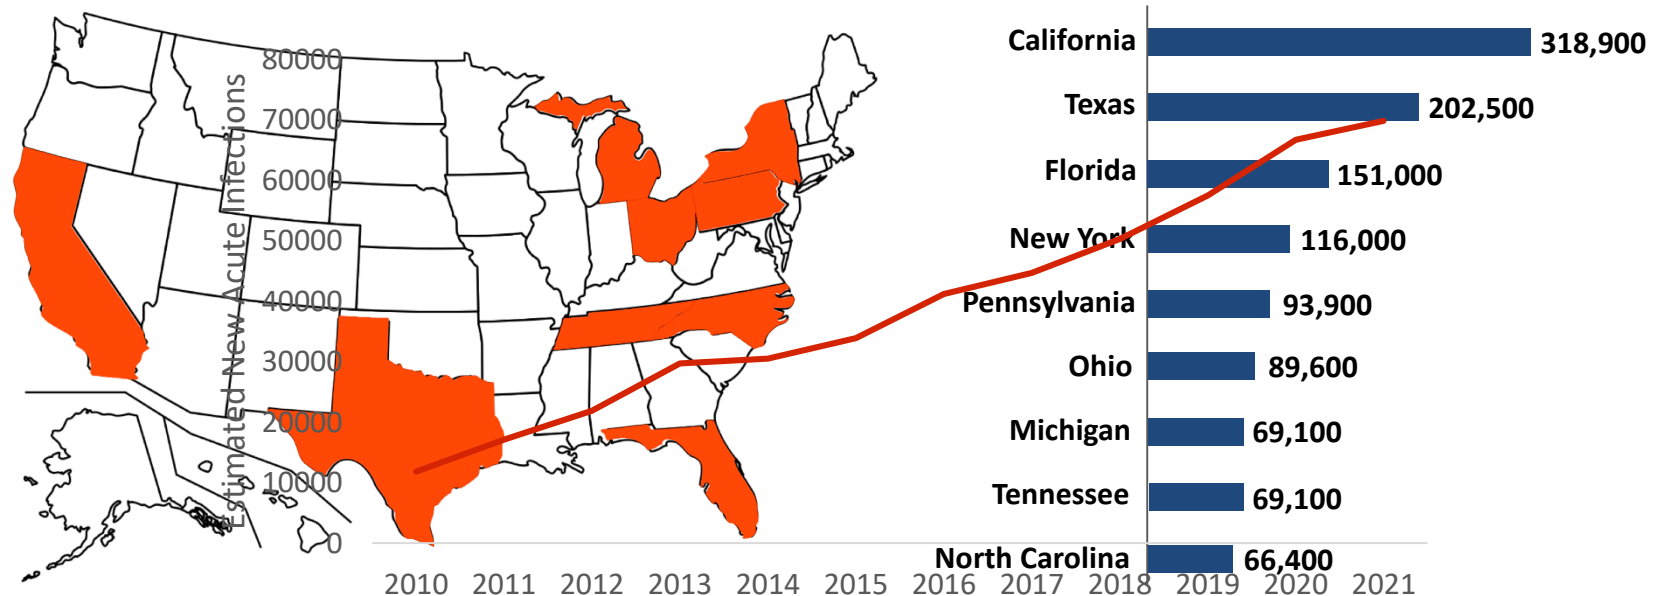 Estimated New Acute Infections
80000
70000
60000
50000
40000
30000
20000
10000
0
2010 2011 2012 2013 2014 2015 2016 2017 2018 2019 2020 2021
California 318,900
Texas 202,500
Florida 151,000
New York 116,000
Pennsylvania 93,900
Ohio 89,600
Michigan 69,100
Tennessee 69,100
North Carolina 66,400